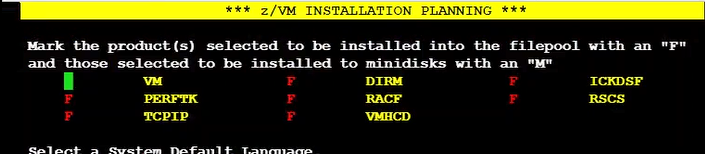 *** z/VM INSTALLATION PLANNING ***
Mark the product(s) selected to be installed into the filepool with an "F"
and those selected to be installed to minidisks with an "M"
VM F DIRM F ICKDSF
F PERFTK F RACF F RSCS
F TCPIP F VMHCD
Select a System Default Language